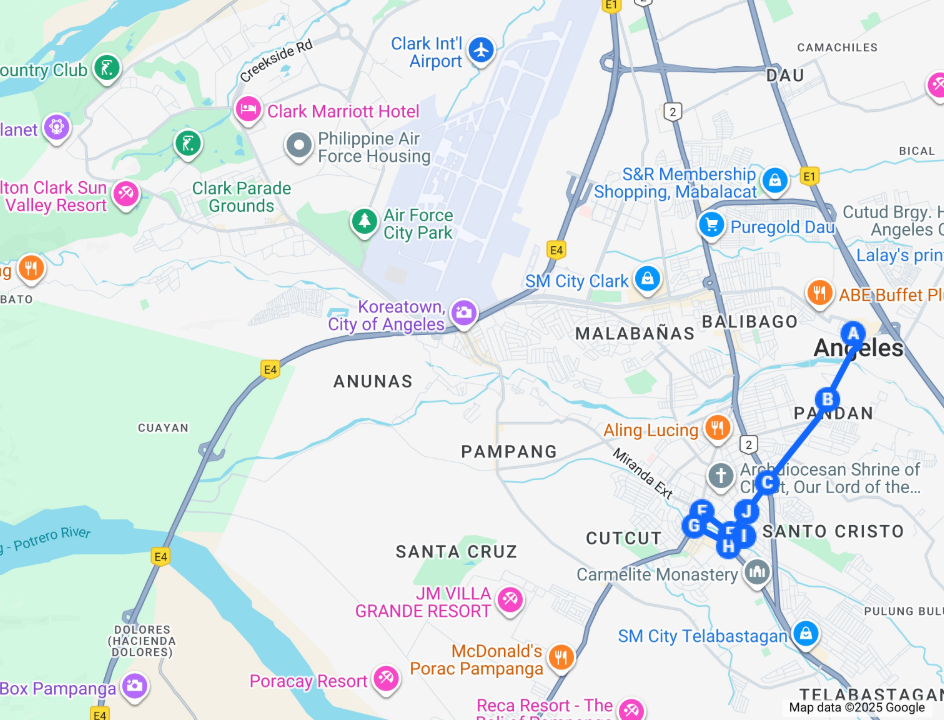 E1
CAMACHILES
Clark Int'l
Airport
Creekside Rd
ountry Club
DAU
Clark Marriott Hotel
2
lanet
Philippine Air
Force Housing
BICAL
E1
S&R Membership
Shopping, Mabalacat
lton Clark Sun
Valley Resort
Clark Parade
Grounds
Air Force
City Park
Cutud Brgy. H
Angeles C
Puregold Dau
E4
Lalay's prin
ng
BATO
SM City Clark
ABE Buffet Pl
Koreatown,
City of Angeles
MALABAÑAS
BALIBAGO
A
Angeles
E4
ANUNAS
B
PANDAN
CUAYAN
Aling Lucing
PAMPANG
2
Miranda Ext
Archdiocesan Shrine of
Christ, Our Lord of the...
C
J
G
H
I
SANTO CRISTO
CUTCUT
g - Potrero River
E4
SANTA CRUZ
Carmelite Monastery
JM VILLA
GRANDE RESORT
PULUNG BULU
DOLORES
(HACIENDA
DOLORES)
SM City Telabastagan
McDonald's
Porac Pampanga
Box Pampanga
Poracay Resort
E4
Reca Resort - The
TELABASTAGAN
Map data ©2025 Google